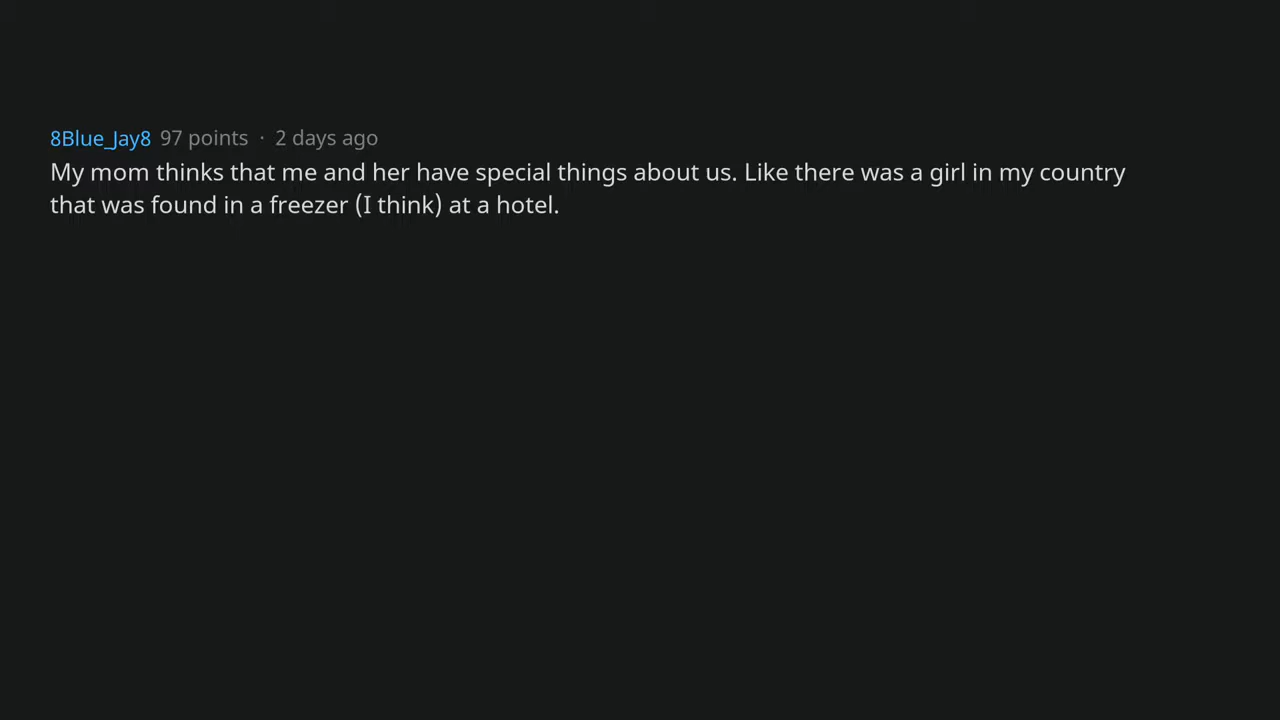 8Blue_Jay8 97 points · 2 days ago
My mom thinks that me and her have special things about us. Like there was a girl in my country
that was found in a freezer (I think) at a hotel.